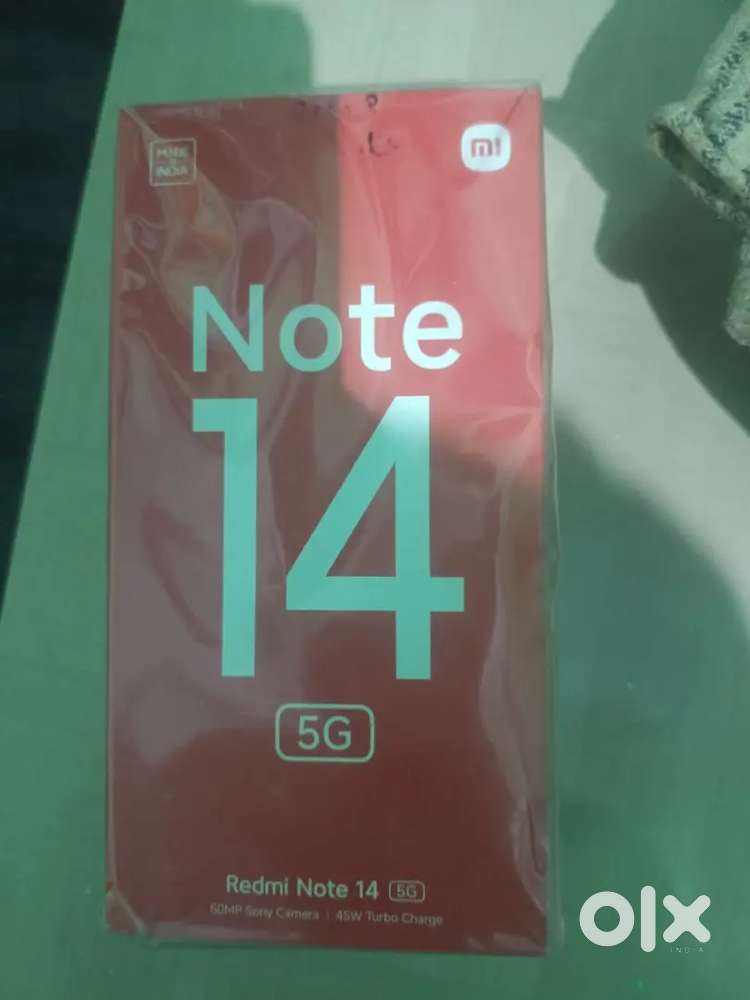 MADE
IN
INDIA
mi
Note
14
5G
Redmi Note 14 5G
50MP Sony Camera | 45W Turbo Charge
olx
INDIA